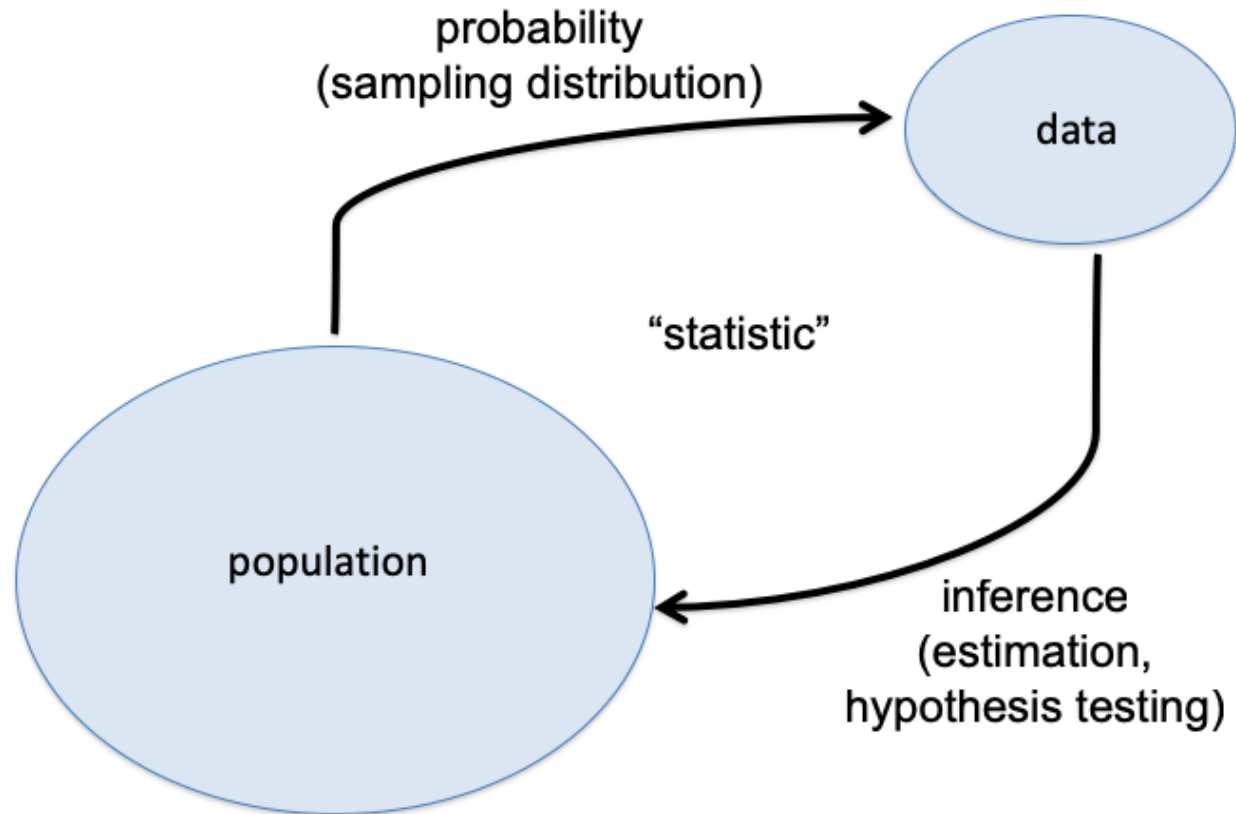 probability
(sampling distribution)
data
“statistic”
population
inference
(estimation,
hypothesis testing)